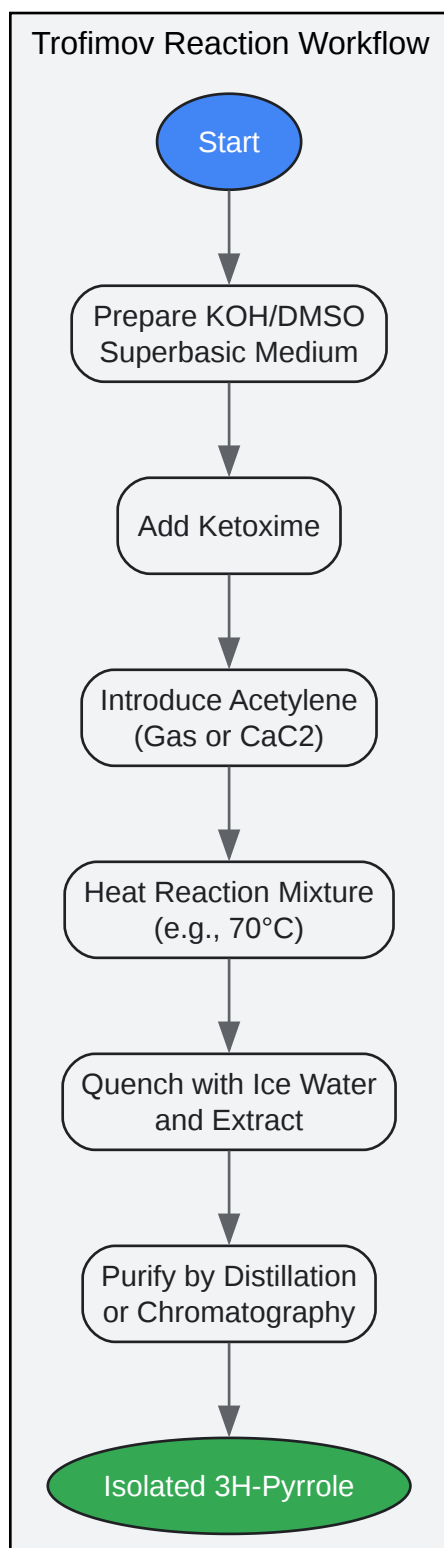 Trofimov Reaction Workflow
Start
Prepare KOH/DMSO
Superbasic Medium
Add Ketoxime
Introduce Acetylene
(Gas or CaC2)
Heat Reaction Mixture
(e.g., 70°C)
Quench with Ice Water
and Extract
Purify by Distillation
or Chromatography
Isolated 3H-Pyrrole